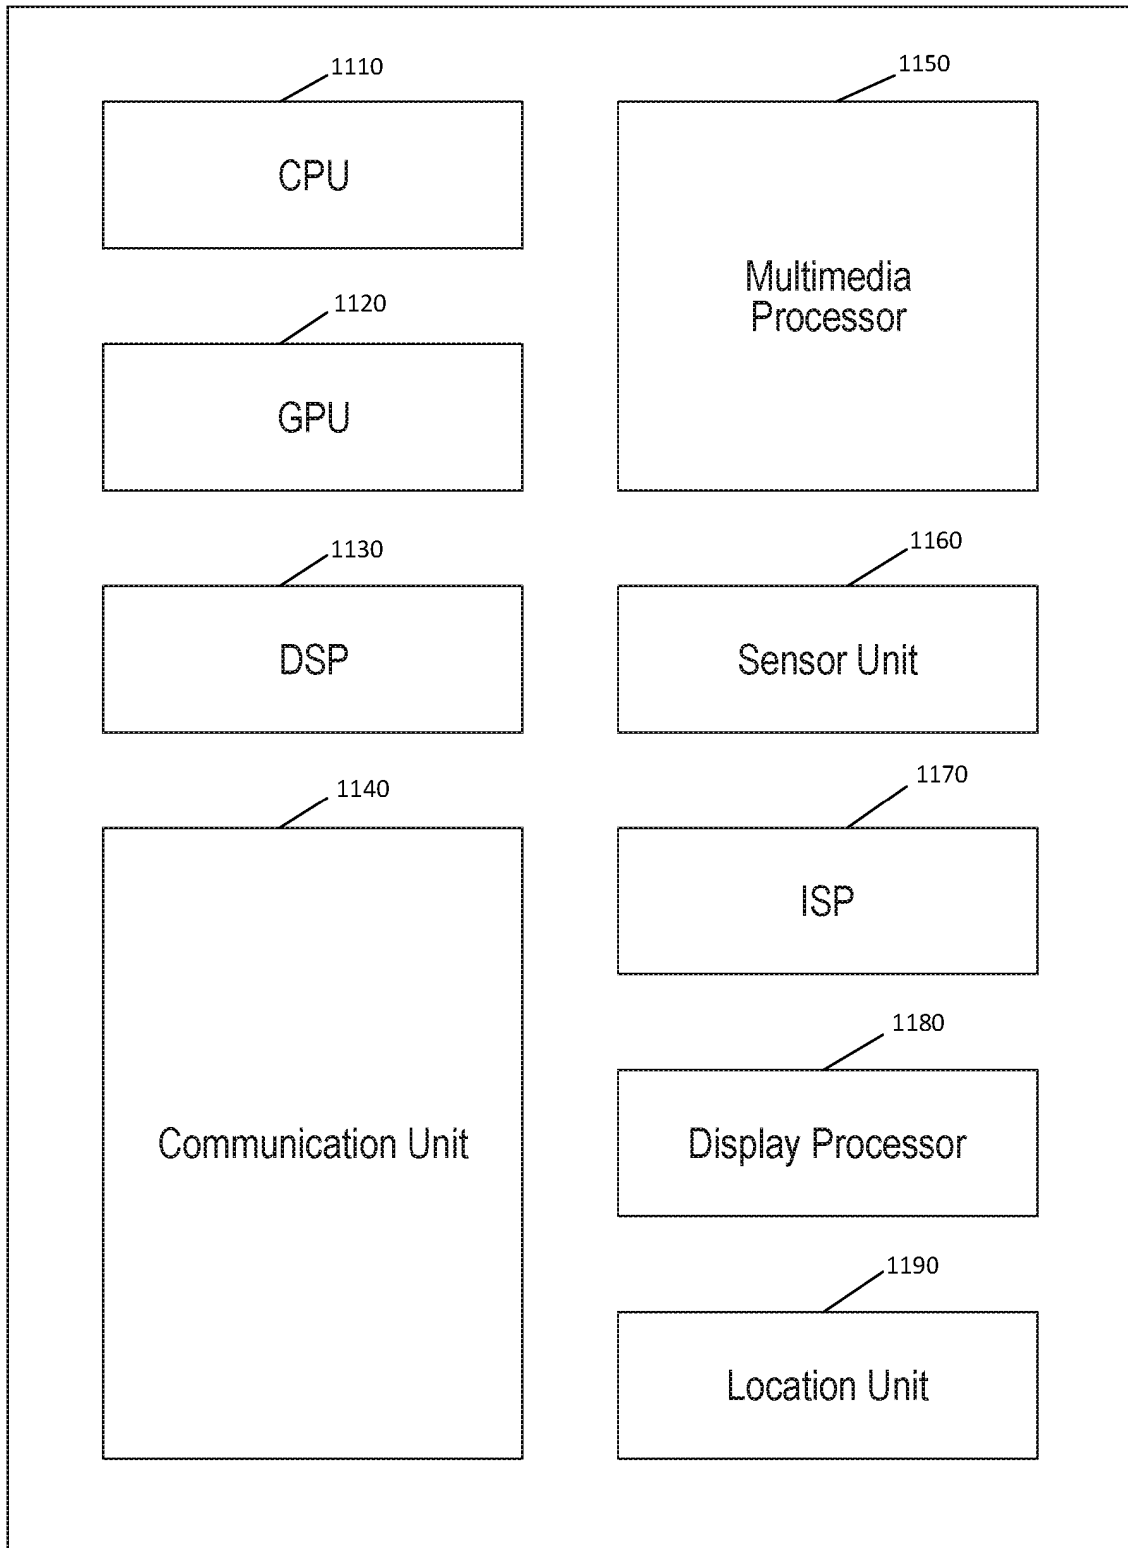 1110
CPU
1120
GPU
1130
DSP
1140
Communication Unit
1150
Multimedia
Processor
1160
Sensor Unit
1170
ISP
1180
Display Processor
1190
Location Unit